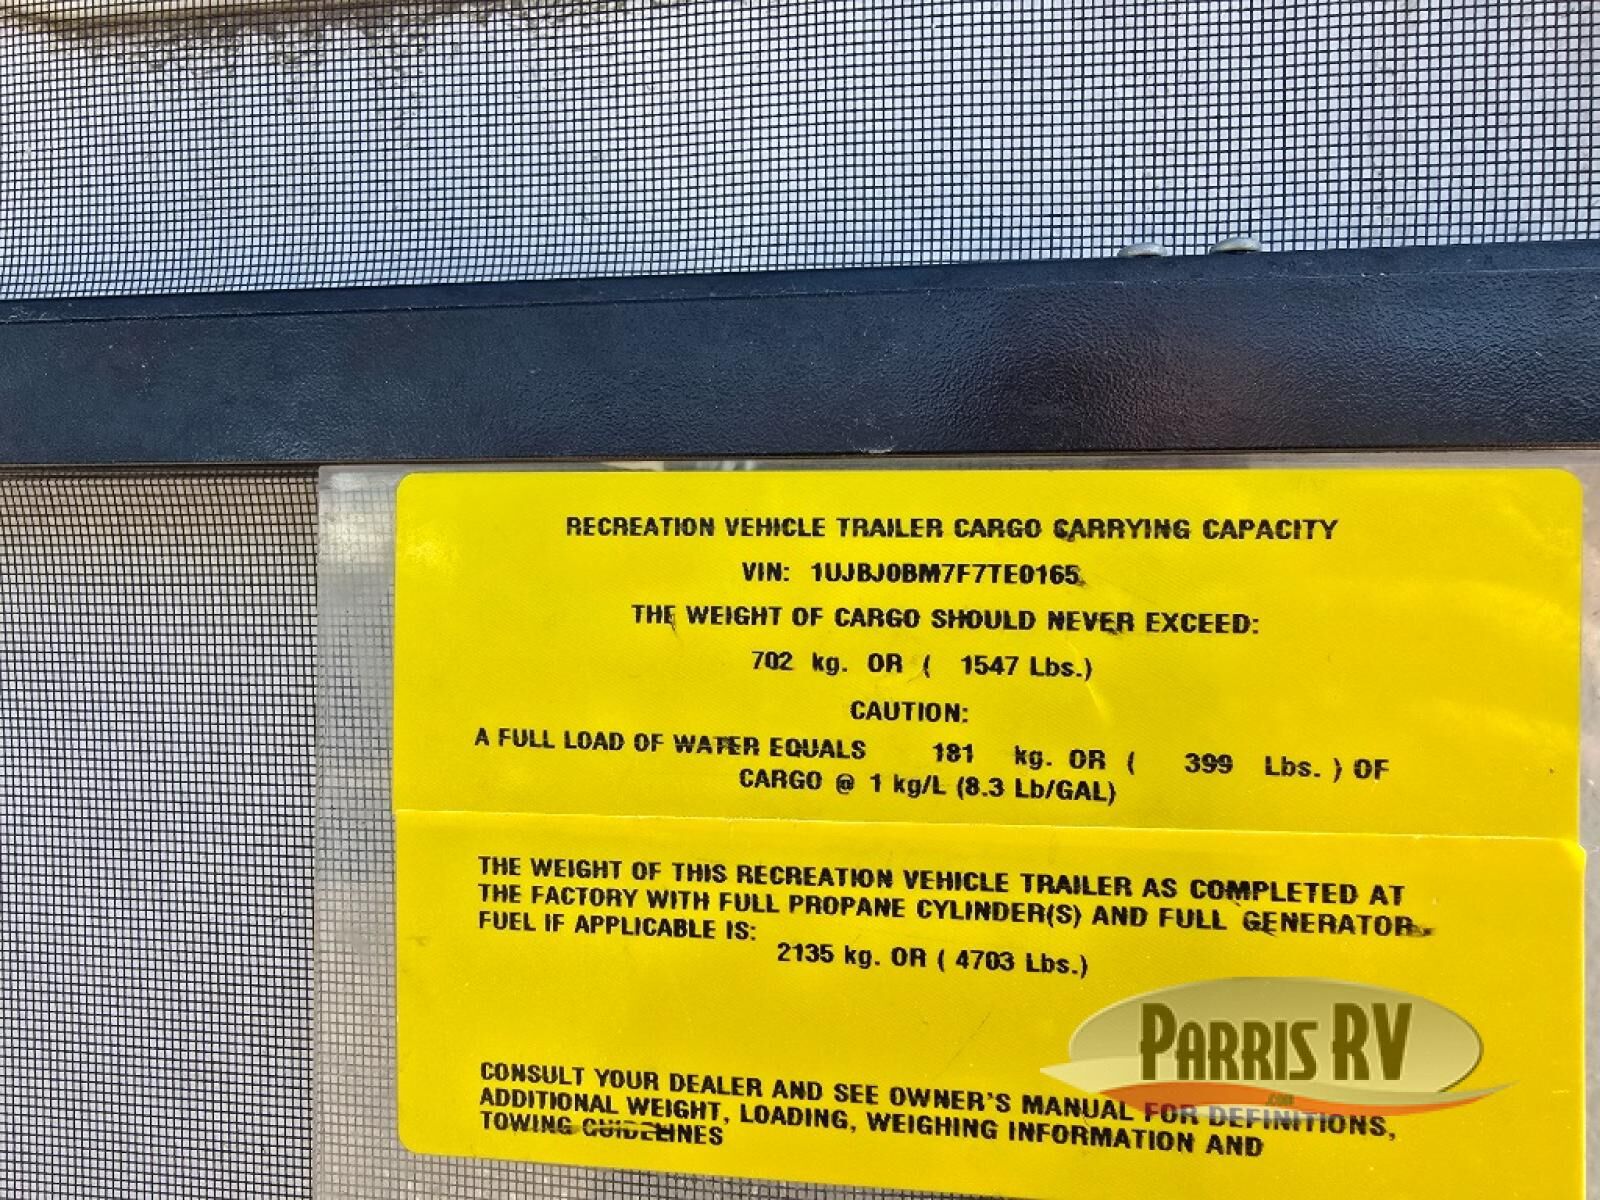 RECREATION VEHICLE TRAILER CARGO CARRYING CAPACITY
VIN: 1UJBJ0BM7F7TE0165
THE WEIGHT OF CARGO SHOULD NEVER EXCEED:
702 kg. OR ( 1547 Lbs.)
CAUTION:
A FULL LOAD OF WATER EQUALS 181 kg. OR ( 399 Lbs. ) OF
CARGO @ 1 kg/L (8.3 Lb/GAL)
THE WEIGHT OF THIS RECREATION VEHICLE TRAILER AS COMPLETED AT
THE FACTORY WITH FULL PROPANE CYLINDER(S) AND FULL GENERATOR
FUEL IF APPLICABLE IS:
2135 kg. OR ( 4703 Lbs.)
CONSULT YOUR DEALER AND SEE OWNER'S MANUAL FOR DEFINITIONS,
ADDITIONAL WEIGHT, LOADING, WEIGHING INFORMATION AND
TOWING GUIDELINES
PARRIS RV
.com